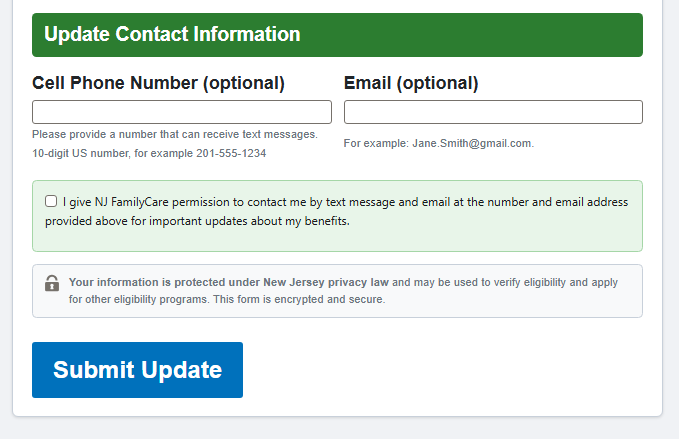 Update Contact Information
Cell Phone Number (optional)
Email (optional)
Please provide a number that can receive text messages.
10-digit US number, for example 201-555-1234
For example: Jane.Smith@gmail.com.
I give NJ FamilyCare permission to contact me by text message and email at the number and email address
provided above for important updates about my benefits.
Your information is protected under New Jersey privacy law and may be used to verify eligibility and apply
for other eligibility programs. This form is encrypted and secure.
Submit Update